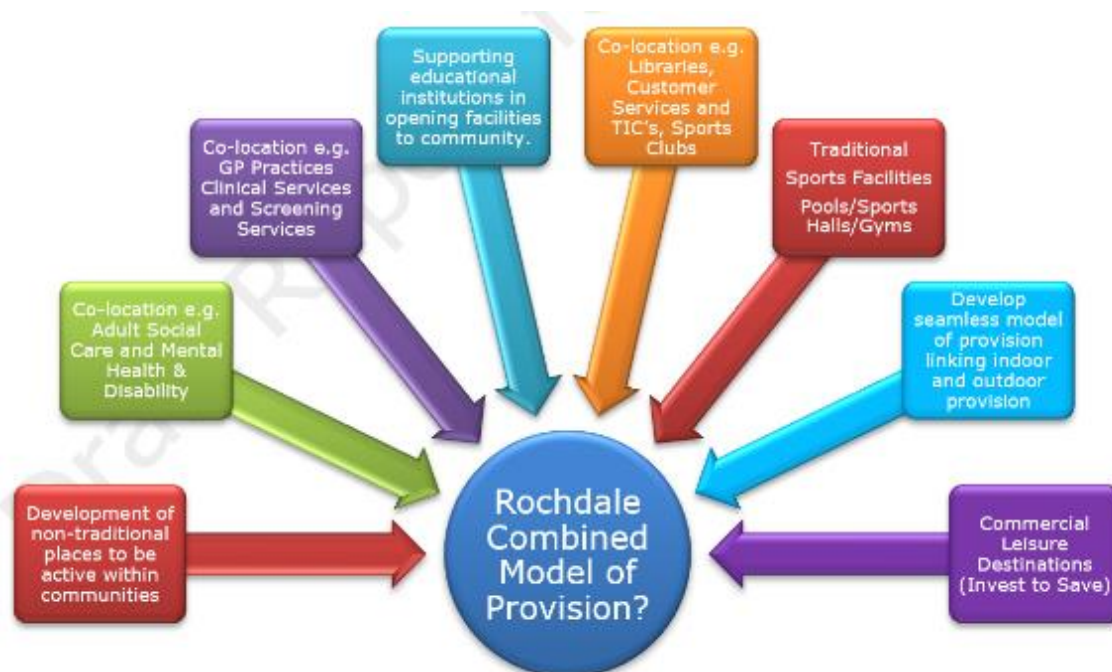 Development of
non-traditional
places to be
active within
communities
Co-location e.g.
Adult Social
Care and Mental
Health &
Disability
Co-location e.g.
GP Practices
Clinical Services
and Screening
Services
Supporting
educational
institutions in
opening facilities
to community.
Co-location e.g.
Libraries,
Customer
Services and
TIC's, Sports
Clubs
Traditional
Sports Facilities
Pools/Sports
Halls/Gyms
Develop
seamless model
of provision
linking indoor
and outdoor
provision
Commercial
Leisure
Destinations
(Invest to Save)
Rochdale
Combined
Model of
Provision?